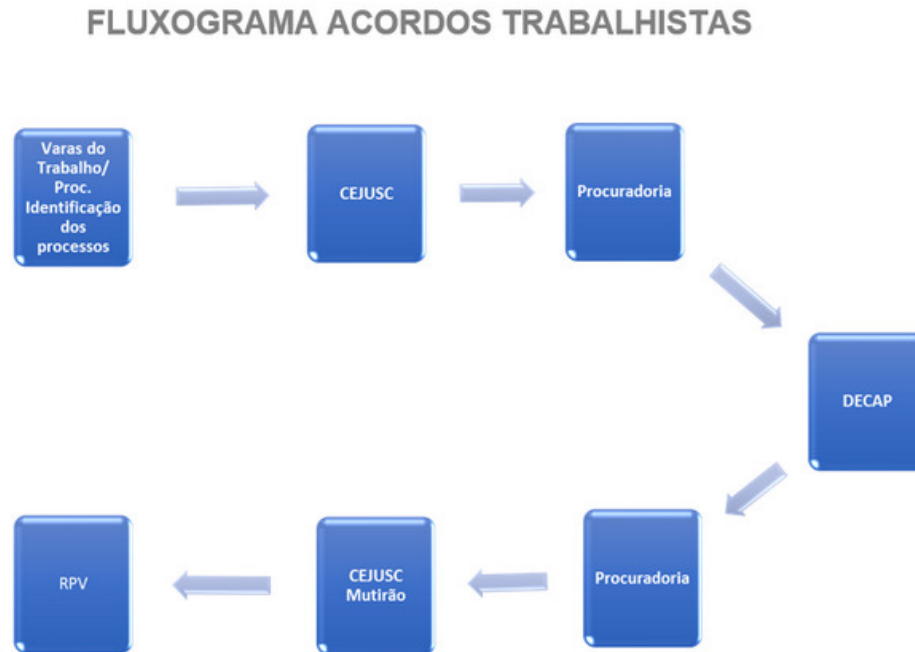 FLUXOGRAMA ACORDOS TRABALHISTAS
Varas do
Trabalho/
Proc.
Identificação
dos
processos
CEJUSC
Procuradoria
DECAP
Procuradoria
CEJUSC
Mutirão
RPV